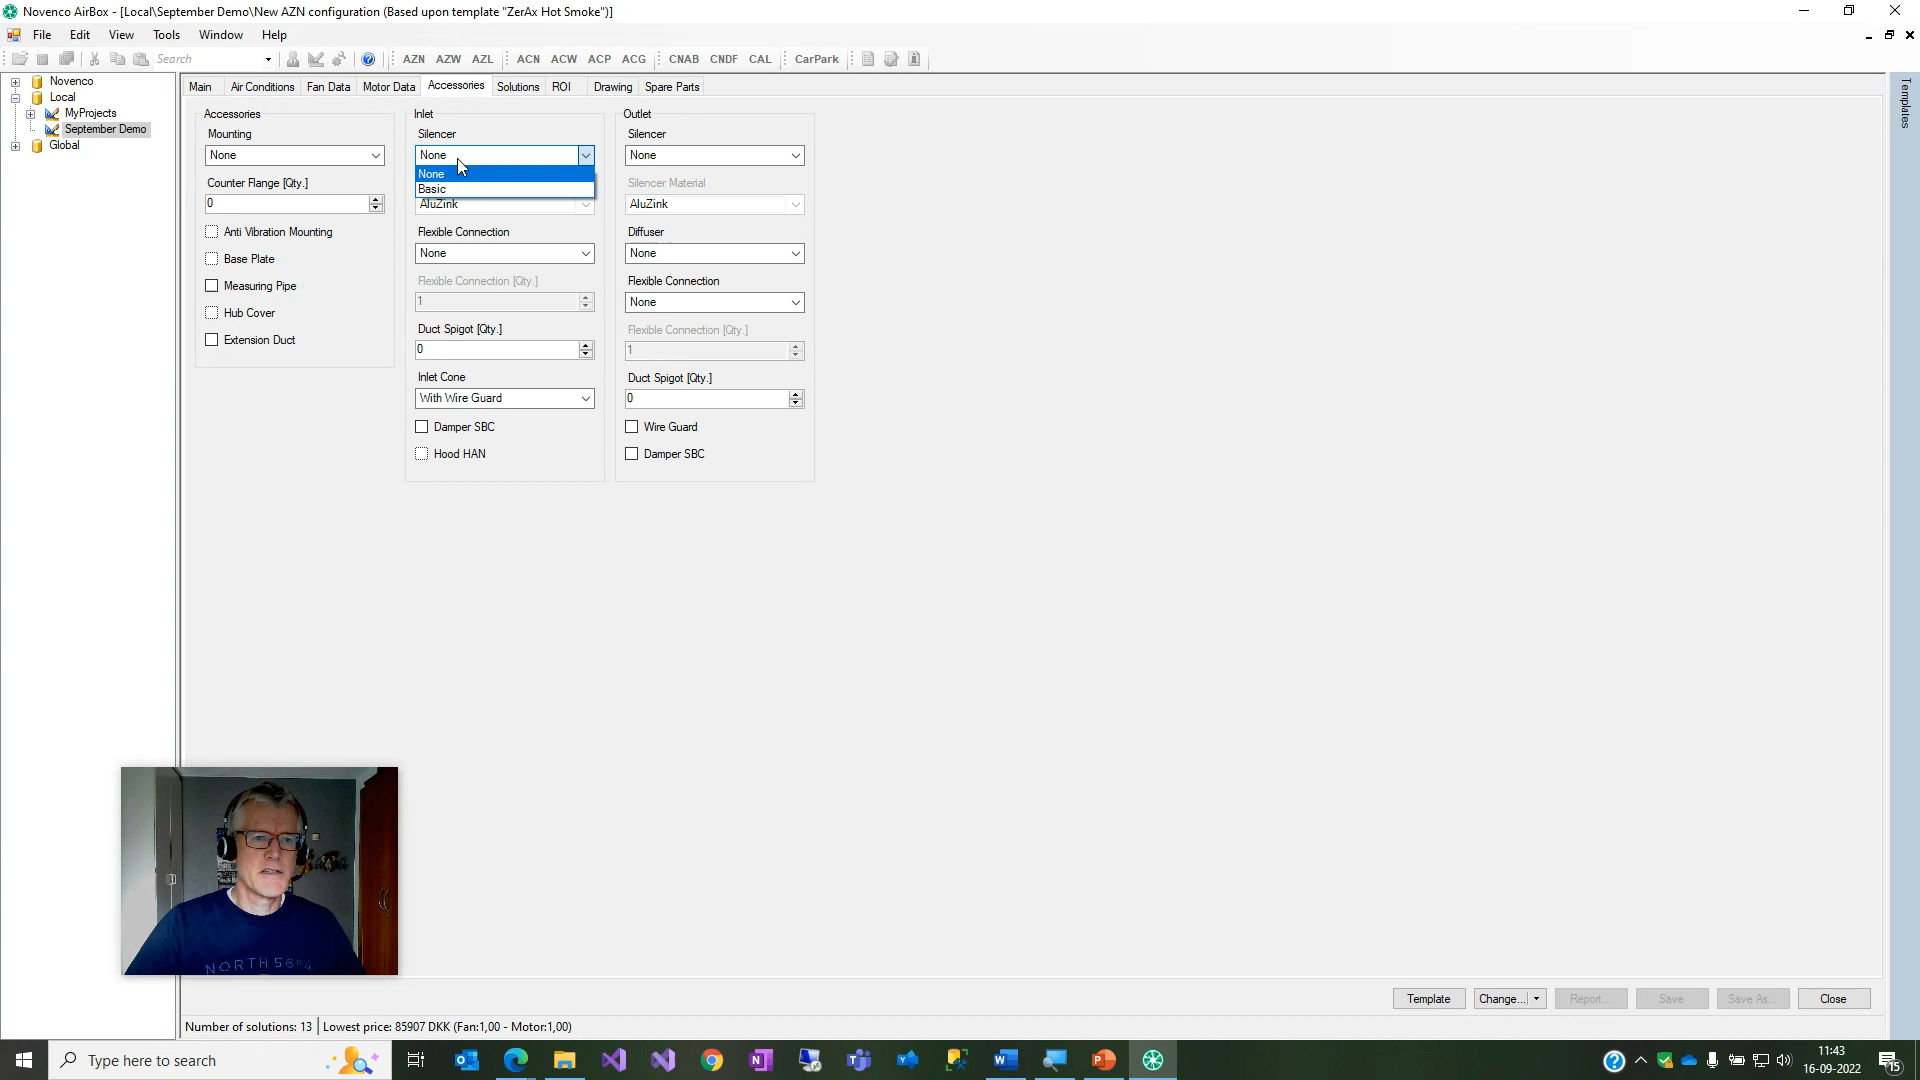 Novenco AirBox - [Local\September Demo\New AZN configuration (Based upon template "ZerAx Hot Smoke")]
File Edit View Tools Window Help
Search AZN AZW AZL ACN ACW ACP ACG CNAB CNDF CAL CarPark
Novenco
Local
MyProjects
September Demo
Global
Main Air Conditions Fan Data Motor Data Accessories Solutions ROI Drawing Spare Parts
Templates
Accessories
Mounting
None
Counter Flange [Qty.]
0
Anti Vibration Mounting
Base Plate
Measuring Pipe
Hub Cover
Extension Duct
Inlet
Silencer
None
None
Basic
AluZink
Flexible Connection
None
Flexible Connection [Qty.]
1
Duct Spigot [Qty.]
0
Inlet Cone
With Wire Guard
Damper SBC
Hood HAN
Outlet
Silencer
None
Silencer Material
AluZink
Diffuser
None
Flexible Connection
None
Flexible Connection [Qty.]
1
Duct Spigot [Qty.]
0
Wire Guard
Damper SBC
NORTH 56°4
Template Change... Report... Save Save As... Close
Number of solutions: 13 Lowest price: 85907 DKK (Fan:1,00 - Motor:1,00)
Type here to search
11:43
16-09-2022
15